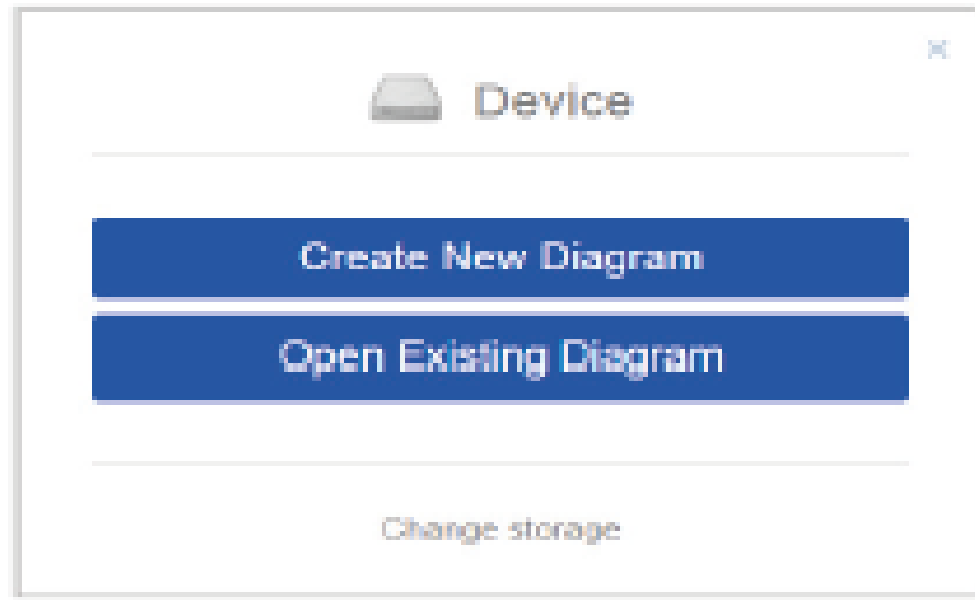 Device
Create New Diagram
Open Existing Diagram
Change storage